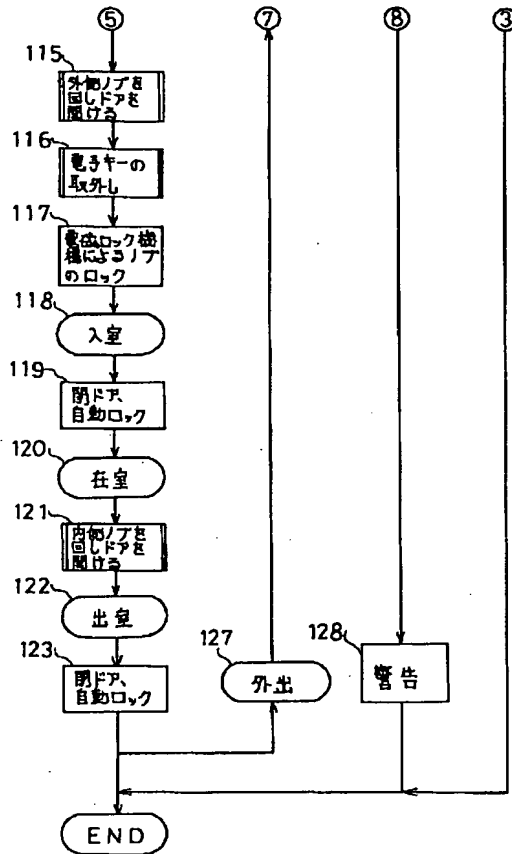 ⑤ ⑦ ⑧ ③
115
外側ノブを
回しドアを
開ける
116
電子キーの
取外し
117
電磁ロック機
構によるノブ
のロック
118
入室
119
閉ドア、
自動ロック
120
在室
121
内側ノブを
回しドアを
開ける
122
出室
123
閉ドア、
自動ロック
127
外出
128
警告
END